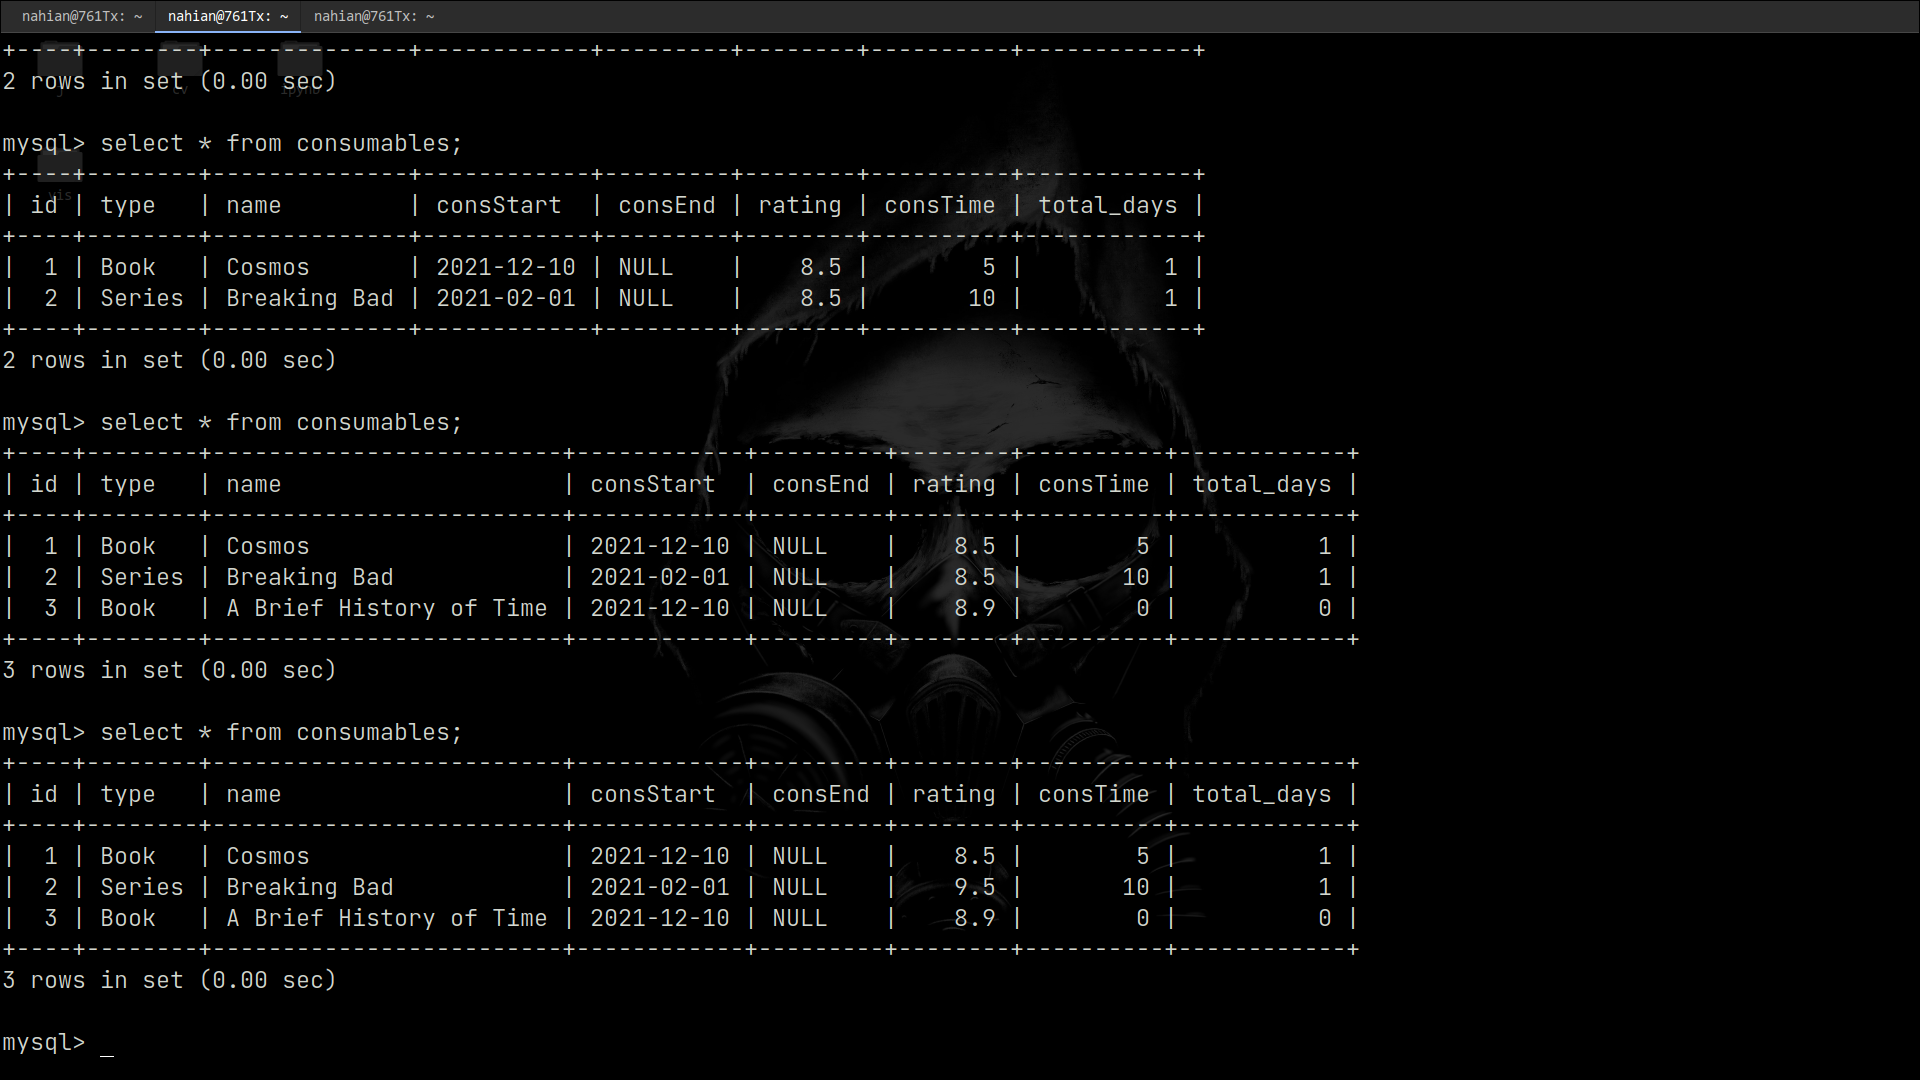 nahian@761Tx: ~ nahian@761Tx: ~ nahian@761Tx: ~
+----+--------+--------------+------------+---------+--------+----------+------------+
2 rows in set (0.00 sec)
cv ipynb
mysql> select * from consumables;
+----+--------+--------------+------------+---------+--------+----------+------------+
vis
| id | type   | name         | consStart  | consEnd | rating | consTime | total_days |
+----+--------+--------------+------------+---------+--------+----------+------------+
|  1 | Book   | Cosmos       | 2021-12-10 | NULL    |    8.5 |        5 |          1 |
|  2 | Series | Breaking Bad | 2021-02-01 | NULL    |    8.5 |       10 |          1 |
+----+--------+--------------+------------+---------+--------+----------+------------+
2 rows in set (0.00 sec)
mysql> select * from consumables;
+----+--------+-------------------------+------------+---------+--------+----------+------------+
| id | type   | name                    | consStart  | consEnd | rating | consTime | total_days |
+----+--------+-------------------------+------------+---------+--------+----------+------------+
|  1 | Book   | Cosmos                  | 2021-12-10 | NULL    |    8.5 |        5 |          1 |
|  2 | Series | Breaking Bad            | 2021-02-01 | NULL    |    8.5 |       10 |          1 |
|  3 | Book   | A Brief History of Time | 2021-12-10 | NULL    |    8.9 |        0 |          0 |
+----+--------+-------------------------+------------+---------+--------+----------+------------+
3 rows in set (0.00 sec)
mysql> select * from consumables;
+----+--------+-------------------------+------------+---------+--------+----------+------------+
| id | type   | name                    | consStart  | consEnd | rating | consTime | total_days |
+----+--------+-------------------------+------------+---------+--------+----------+------------+
|  1 | Book   | Cosmos                  | 2021-12-10 | NULL    |    8.5 |        5 |          1 |
|  2 | Series | Breaking Bad            | 2021-02-01 | NULL    |    9.5 |       10 |          1 |
|  3 | Book   | A Brief History of Time | 2021-12-10 | NULL    |    8.9 |        0 |          0 |
+----+--------+-------------------------+------------+---------+--------+----------+------------+
3 rows in set (0.00 sec)
mysql> _